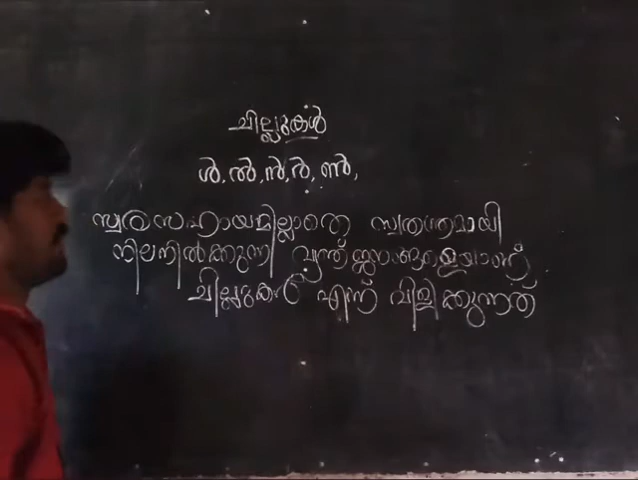 ചില്ലുകൾ
ൾ, ൽ, ൻ, ർ, ൺ,
സ്വരസഹായമില്ലാതെ സ്വതന്ത്രമായി
നിലനിൽക്കുന്ന വ്യഞ്ജനങ്ങളെയാണ്
ചില്ലുകൾ എന്ന് വിളിക്കുന്നത്